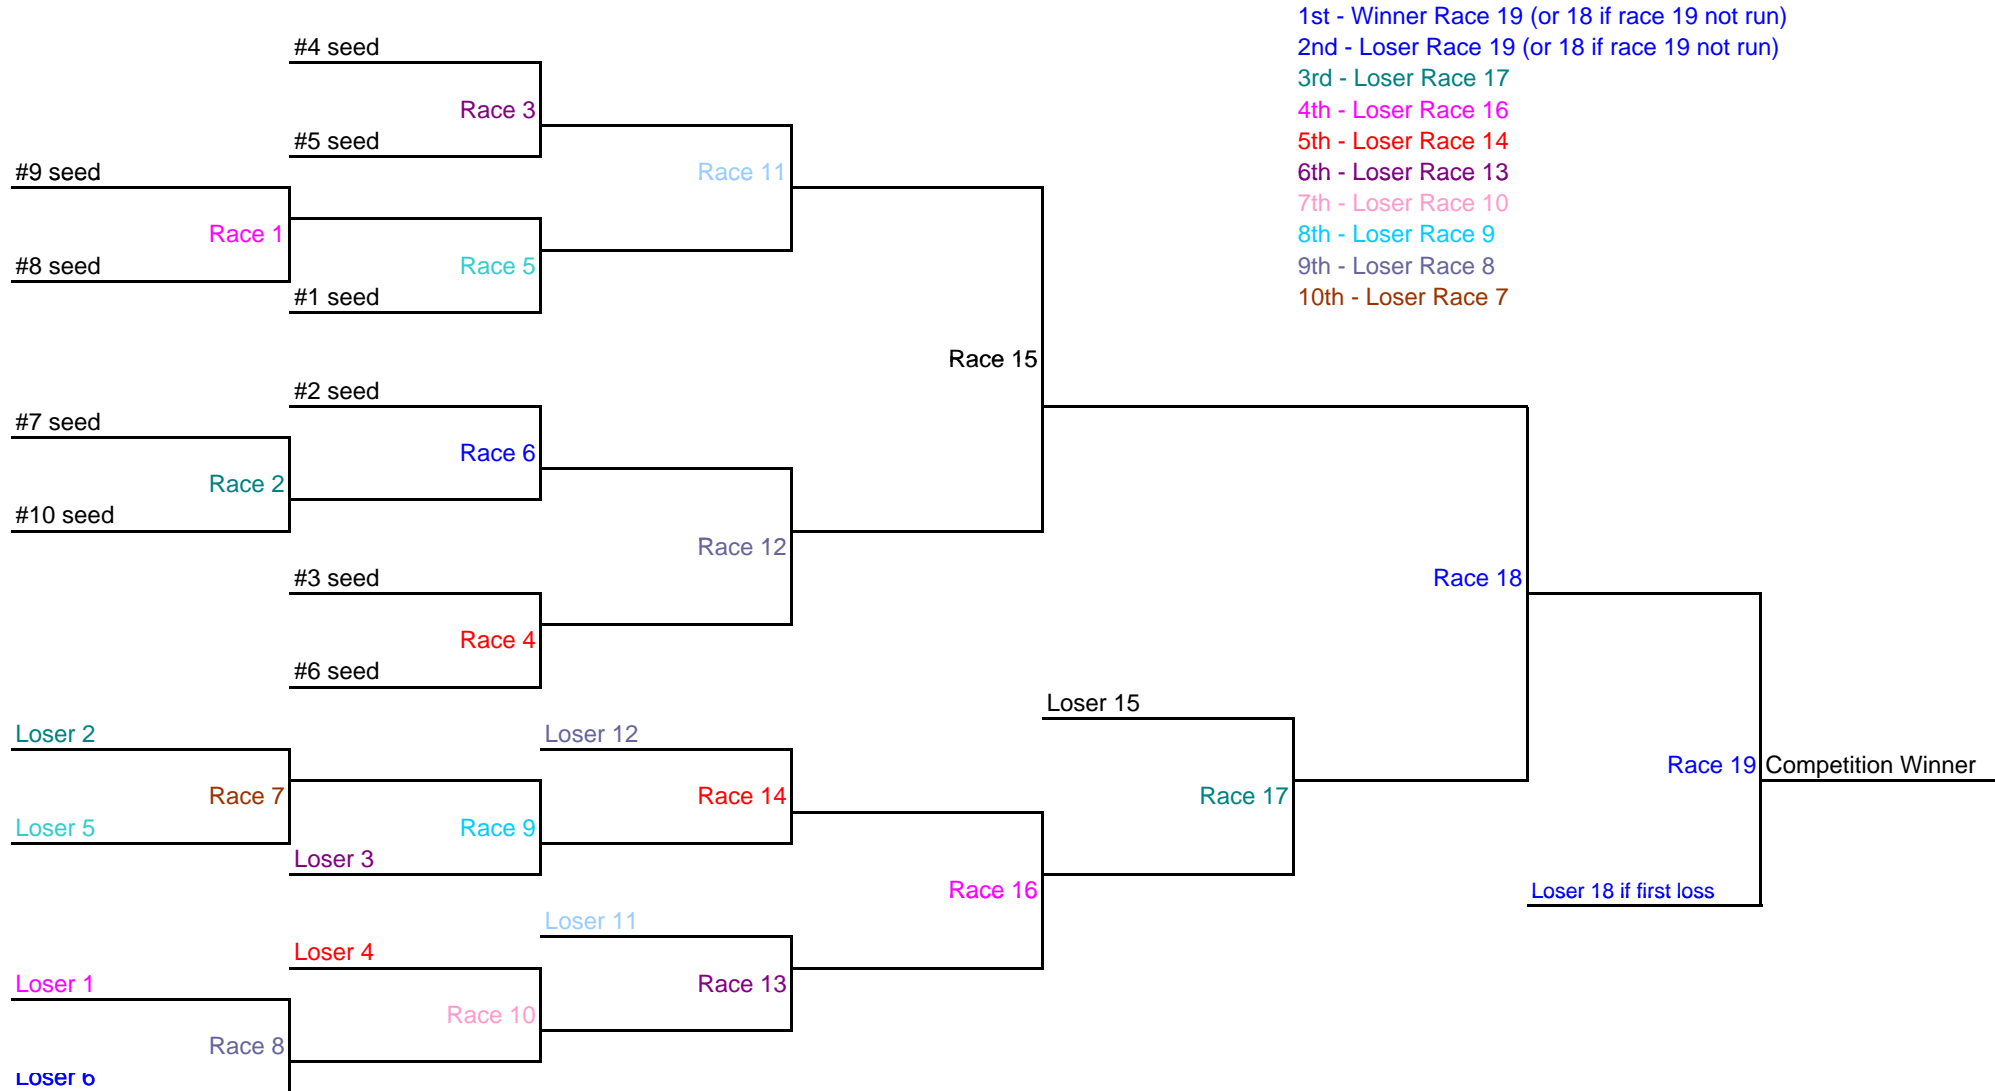 1st - Winner Race 19 (or 18 if race 19 not run)
2nd - Loser Race 19 (or 18 if race 19 not run)
3rd - Loser Race 17
4th - Loser Race 16
5th - Loser Race 14
6th - Loser Race 13
7th - Loser Race 10
8th - Loser Race 9
9th - Loser Race 8
10th - Loser Race 7
#4 seed
Race 3
#5 seed
#9 seed
Race 11
Race 1
#8 seed
Race 5
#1 seed
Race 15
#2 seed
#7 seed
Race 6
Race 2
#10 seed
Race 12
#3 seed
Race 18
Race 4
#6 seed
Loser 15
Loser 2
Loser 12
Race 19
Competition Winner
Race 7
Race 14
Race 17
Loser 5
Race 9
Loser 3
Race 16
Loser 18 if first loss
Loser 11
Loser 4
Loser 1
Race 13
Race 10
Race 8
Loser 6